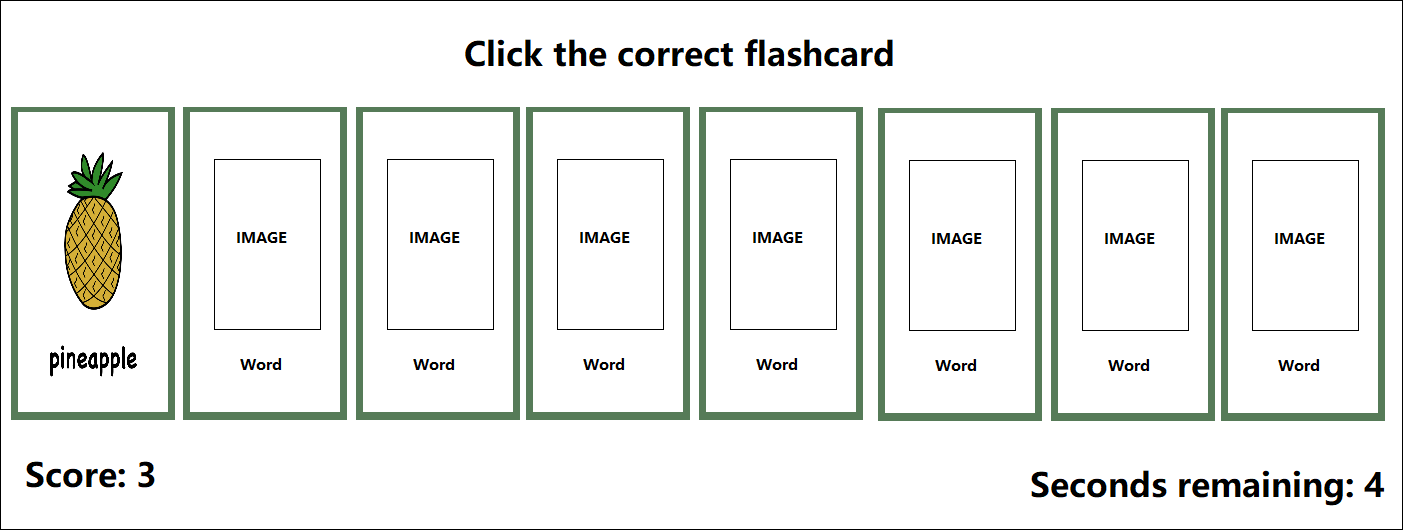 Click the correct flashcard
IMAGE IMAGE IMAGE IMAGE IMAGE IMAGE IMAGE
pineapple Word Word Word Word Word Word Word
Score: 3
Seconds remaining: 4